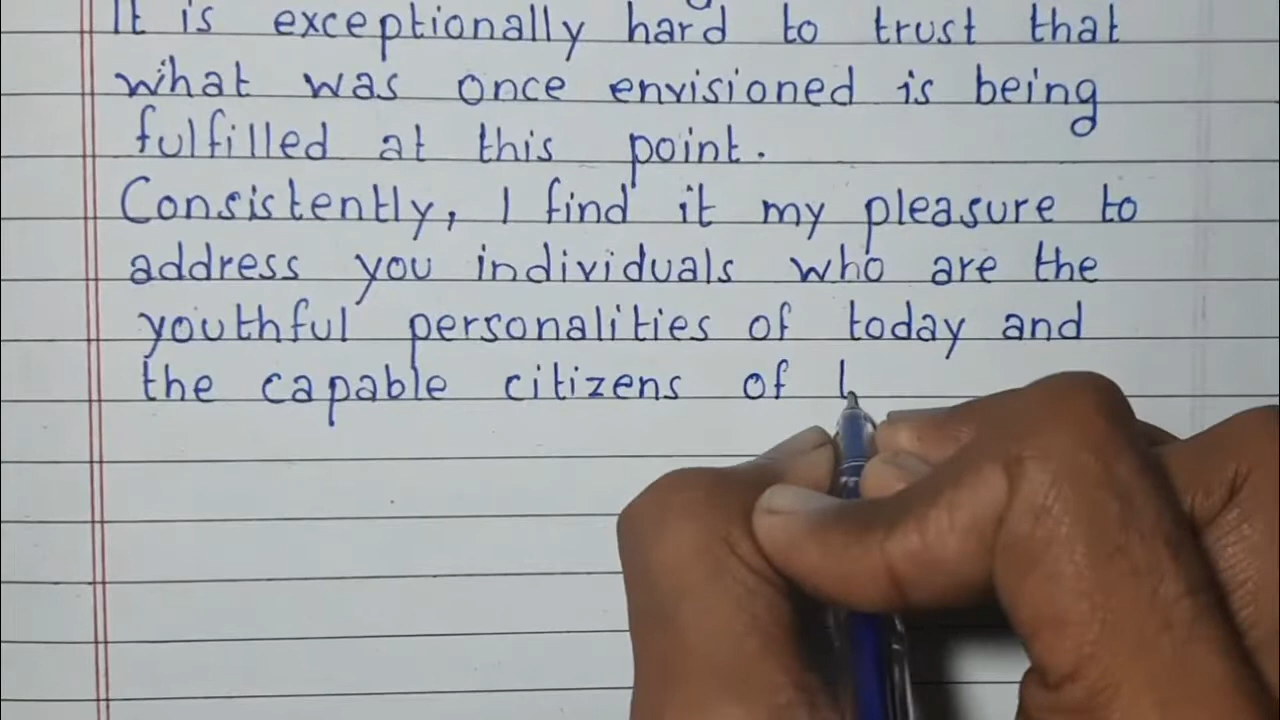 It is exceptionally hard to trust that
what was once envisioned is being
fulfilled at this point.
Consistently, I find it my pleasure to
address you individuals who are the
youthful personalities of today and
the capable citizens of